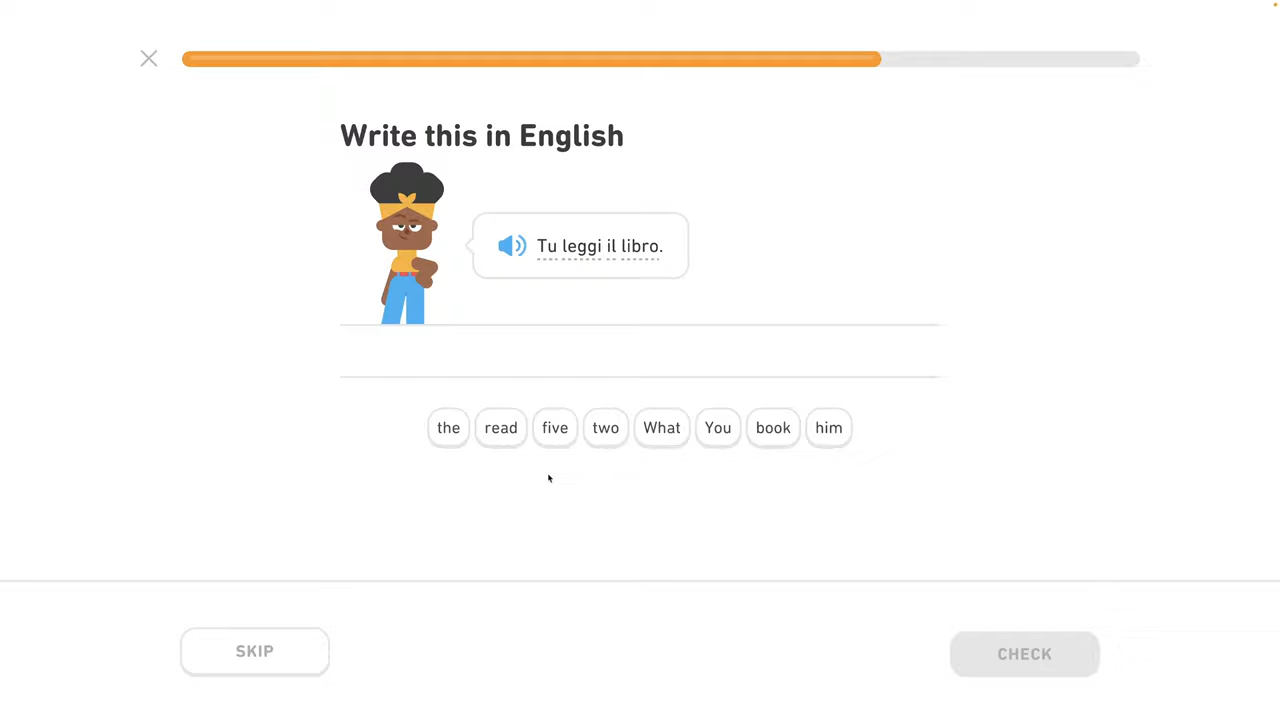 Write this in English
Tu leggi il libro.
the read five two What You book him
SKIP CHECK